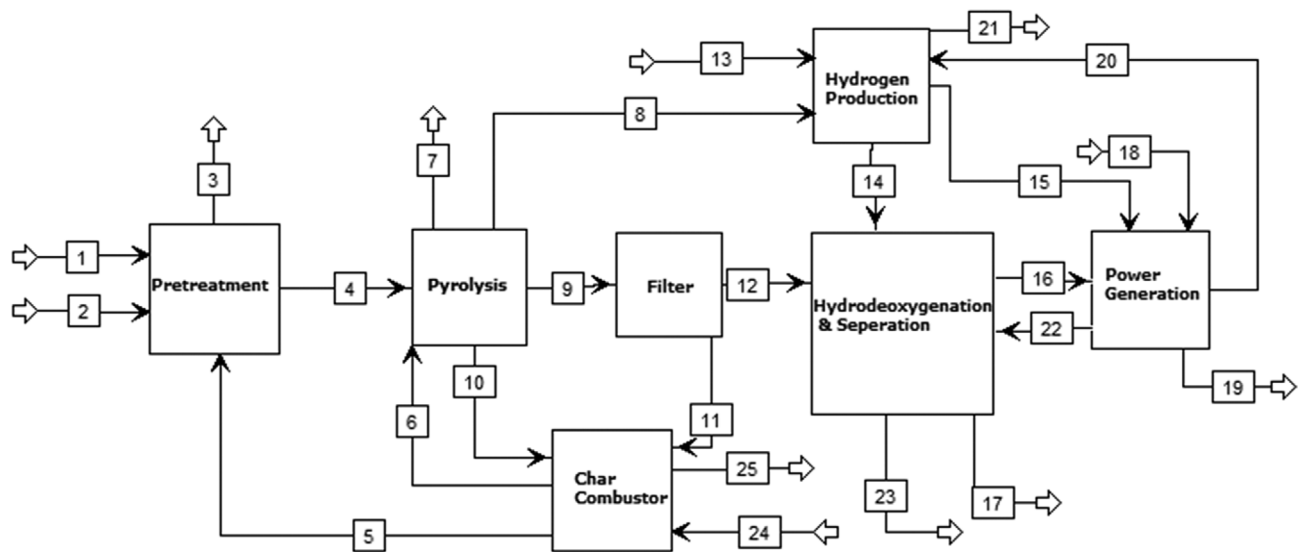 21
13
Hydrogen
Production
20
8
7
18
3
14
15
1
Pretreatment
4
Pyrolysis
9
Filter
12
Hydrodeoxygenation
& Seperation
16
Power
Generation
2
22
10
19
6
11
Char
Combustor
25
23
17
5
24